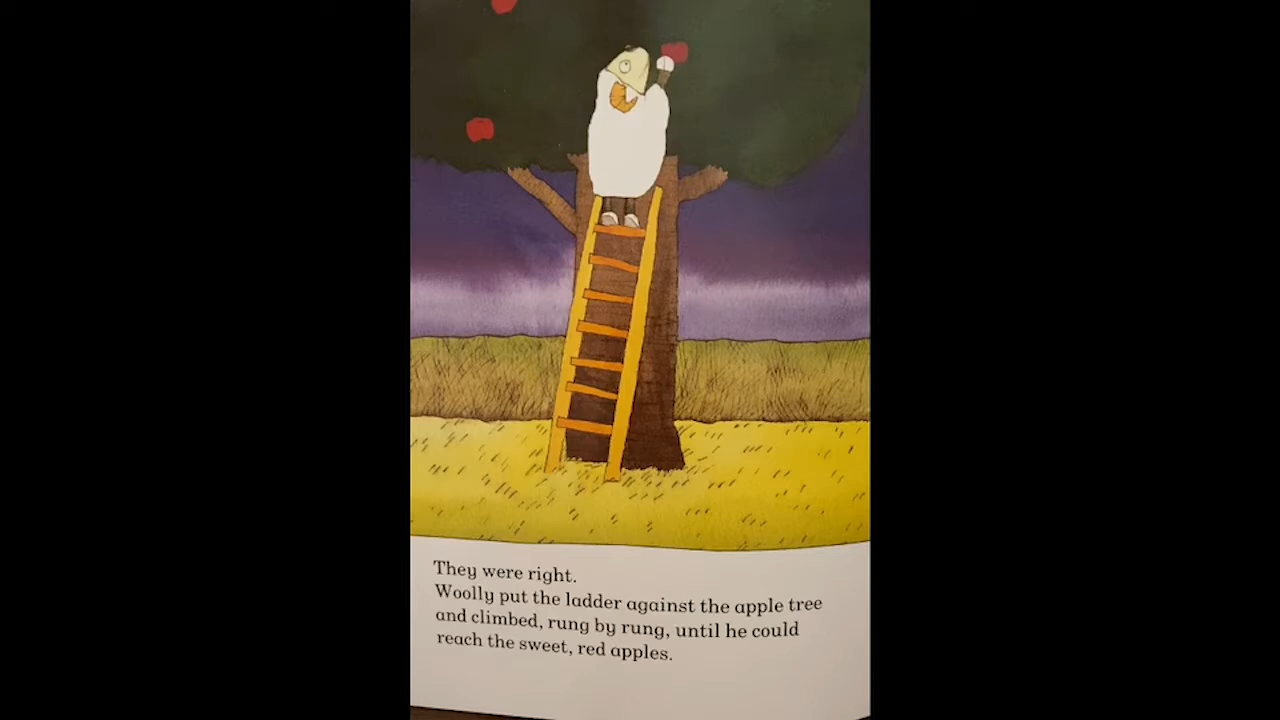 They were right.
Woolly put the ladder against the apple tree
and climbed, rung by rung, until he could
reach the sweet, red apples.